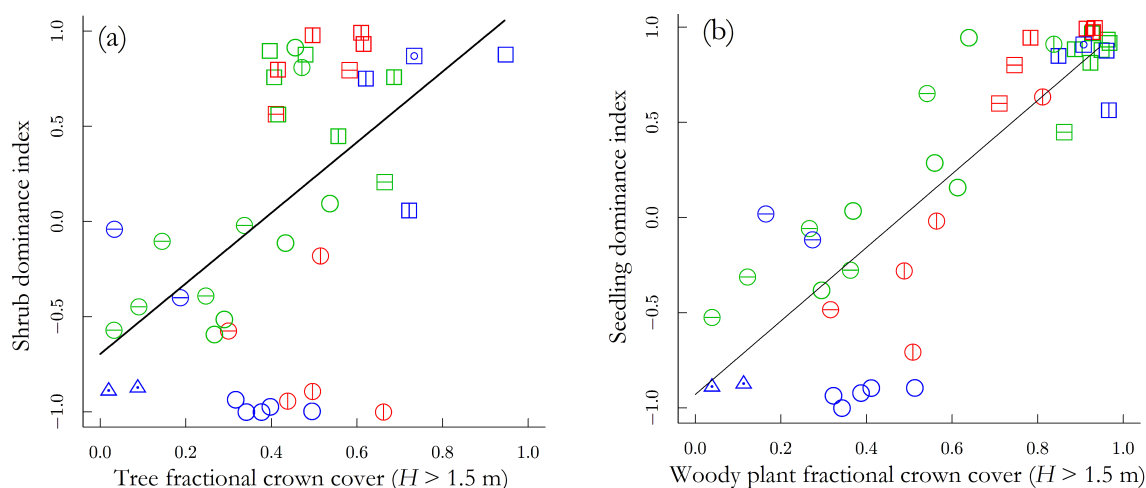 (a)
Shrub dominance index
1.0
0.5
0.0
−0.5
−1.0
0.0 0.2 0.4 0.6 0.8 1.0
Tree fractional crown cover (H > 1.5 m)
(b)
Seedling dominance index
1.0
0.5
0.0
−0.5
−1.0
0.0 0.2 0.4 0.6 0.8 1.0
Woody plant fractional crown cover (H > 1.5 m)